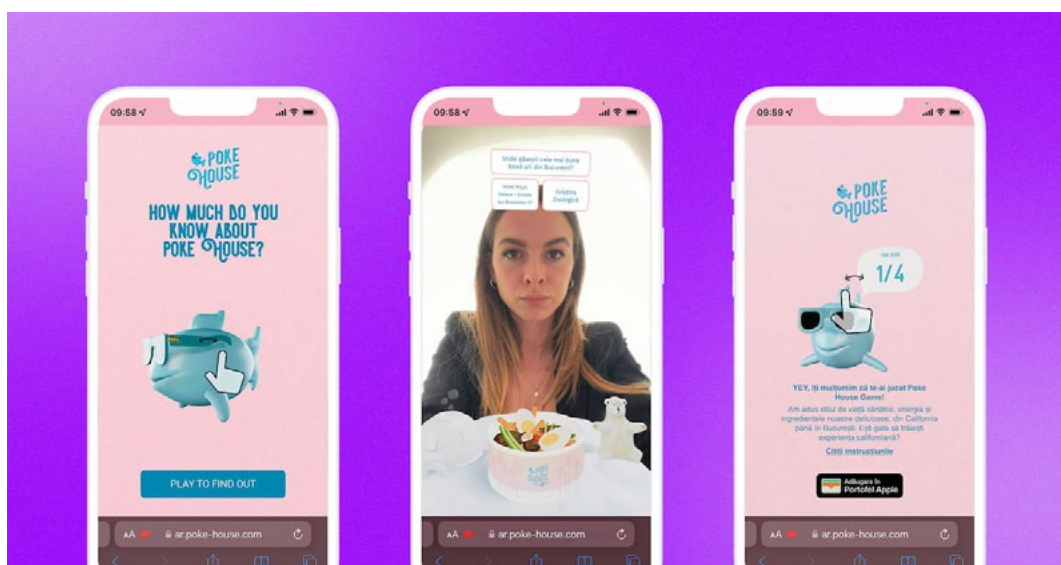 09:58
POKE
HOUSE
HOW MUCH DO YOU
KNOW ABOUT
POKE HOUSE?
PLAY TO FIND OUT
AA
ar.poke-house.com
09:58
Unde găsești cele mai bune
bowl-uri din București?
Grădina
Zoologică
AA
ar.poke-house.com
09:59
POKE
HOUSE
1/4
YEY, îți mulțumim că te-ai jucat Poke
House Game!
Am adus stilul de viață sănătos, energia și
ingredientele noastre delicioase, din California
până în București. Ești gata să trăiești
experiența californiană?
Citiți instrucțiunile
Adăugare în
Portofel Apple
AA
ar.poke-house.com